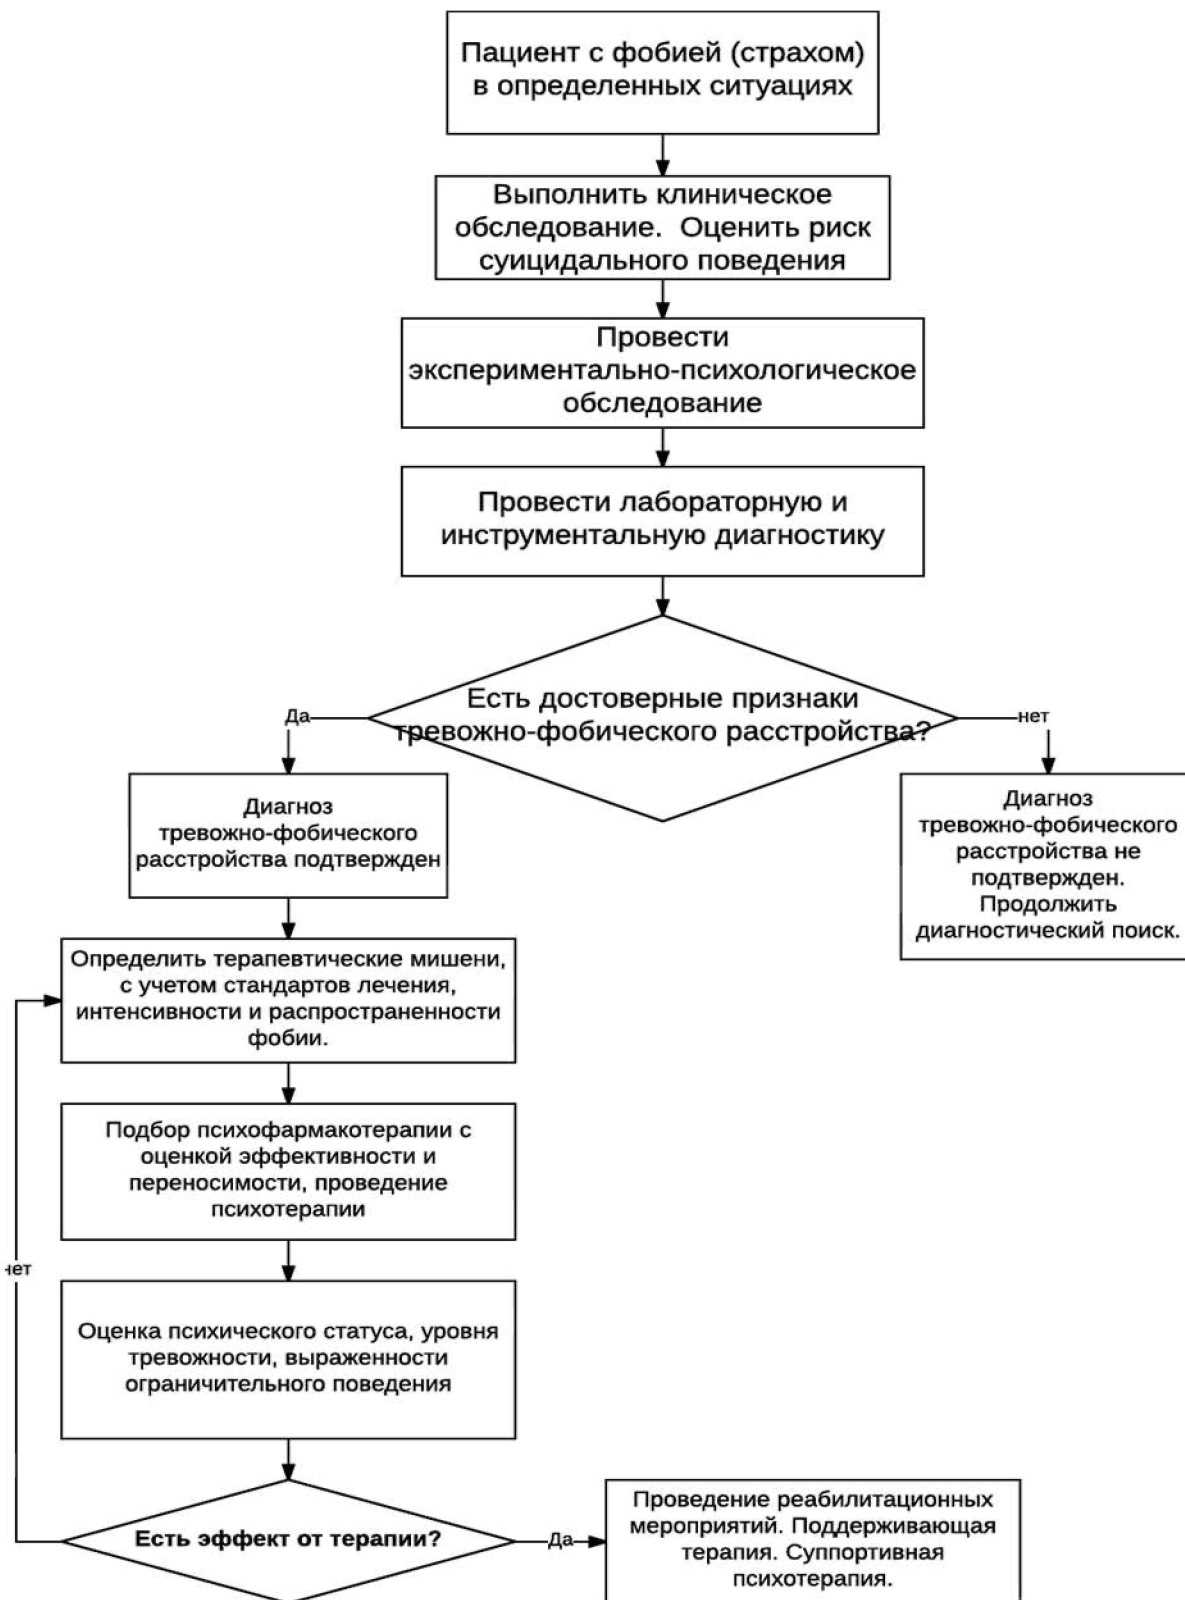 Пациент с фобией (страхом)
в определенных ситуациях
Выполнить клиническое
обследование. Оценить риск
суицидального поведения
Провести
экспериментально-психологическое
обследование
Провести лабораторную и
инструментальную диагностику
Есть достоверные признаки
тревожно-фобического расстройства?
Да
нет
Диагноз
тревожно-фобического
расстройства подтвержден
Диагноз
тревожно-фобического
расстройства не
подтвержден.
Продолжить
диагностический поиск.
Определить терапевтические мишени,
с учетом стандартов лечения,
интенсивности и распространенности
фобии.
Подбор психофармакотерапии с
оценкой эффективности и
переносимости, проведение
психотерапии
нет
Оценка психического статуса, уровня
тревожности, выраженности
ограничительного поведения
Есть эффект от терапии?
Да
Проведение реабилитационных
мероприятий. Поддерживающая
терапия. Суппортивная
психотерапия.